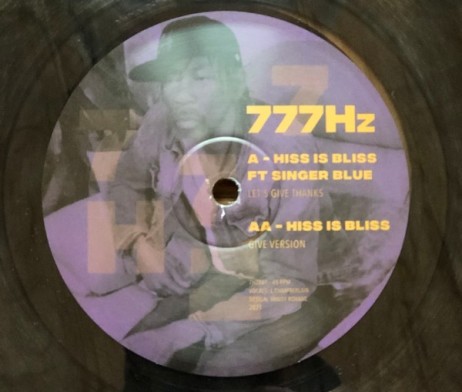 777Hz
A - HISS IS BLISS
FT SINGER BLUE
LET'S GIVE THANKS
AA - HISS IS BLISS
GIVE VERSION